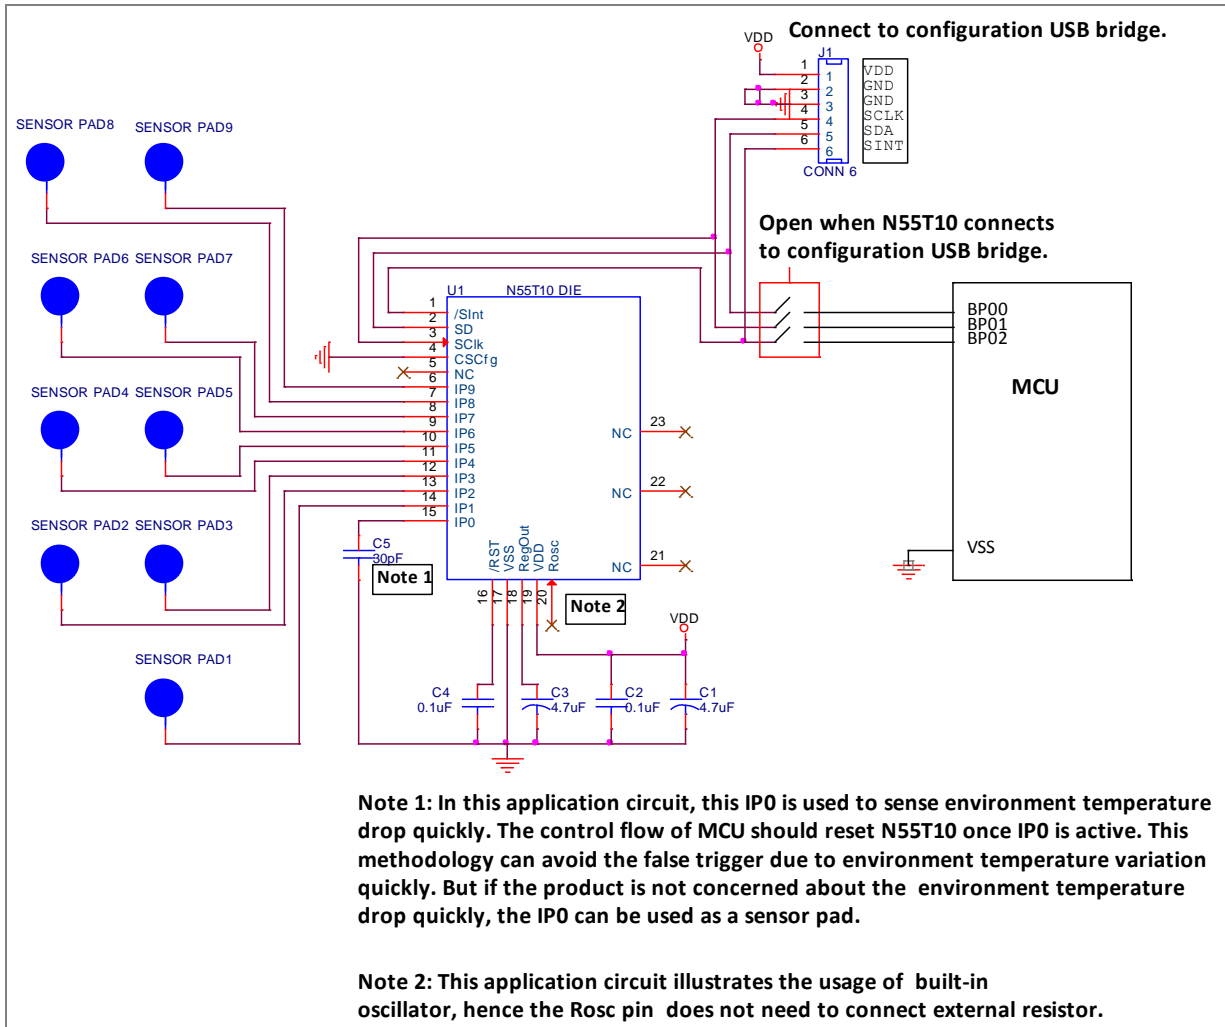 Connect to configuration USB bridge.
VDD
J1
1
2
3
4
5
6
1
2
3
4
5
6
VDD
GND
GND
SCLK
SDA
SINT
CONN 6
SENSOR PAD8
SENSOR PAD9
Open when N55T10 connects
to configuration USB bridge.
SENSOR PAD6
SENSOR PAD7
U1
N55T10 DIE
1
2
3
4
5
6
7
8
9
10
11
12
13
14
15
/SInt
SD
SClk
CSCfg
NC
IP9
IP8
IP7
IP6
IP5
IP4
IP3
IP2
IP1
IP0
BP00
BP01
BP02
MCU
VSS
SENSOR PAD4
SENSOR PAD5
NC
23
NC
22
NC
21
SENSOR PAD2
SENSOR PAD3
C5
30pF
Note 1
/RST
VSS
RegOut
VDD
Rosc
16
17
18
19
20
Note 2
VDD
SENSOR PAD1
C4
0.1uF
C3
4.7uF
C2
0.1uF
C1
4.7uF
Note 1: In this application circuit, this IP0 is used to sense environment temperature
drop quickly. The control flow of MCU should reset N55T10 once IP0 is active. This
methodology can avoid the false trigger due to environment temperature variation
quickly. But if the product is not concerned about the environment temperature
drop quickly, the IP0 can be used as a sensor pad.
Note 2: This application circuit illustrates the usage of built-in
oscillator, hence the Rosc pin does not need to connect external resistor.